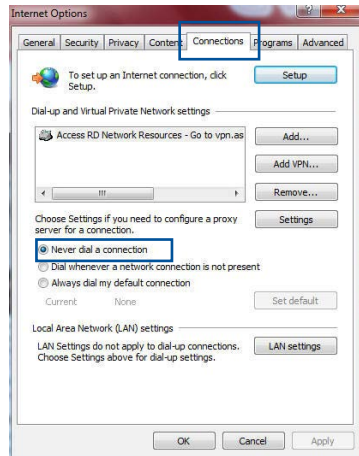 Internet Options
General Security Privacy Content Connections Programs Advanced
To set up an Internet connection, click
Setup.
Setup
Dial-up and Virtual Private Network settings
Access RD Network Resources - Go to vpn.as
Add...
Add VPN...
Remove...
Choose Settings if you need to configure a proxy
server for a connection.
Settings
Never dial a connection
Dial whenever a network connection is not present
Always dial my default connection
Current None
Set default
Local Area Network (LAN) settings
LAN Settings do not apply to dial-up connections.
Choose Settings above for dial-up settings.
LAN settings
OK Cancel Apply